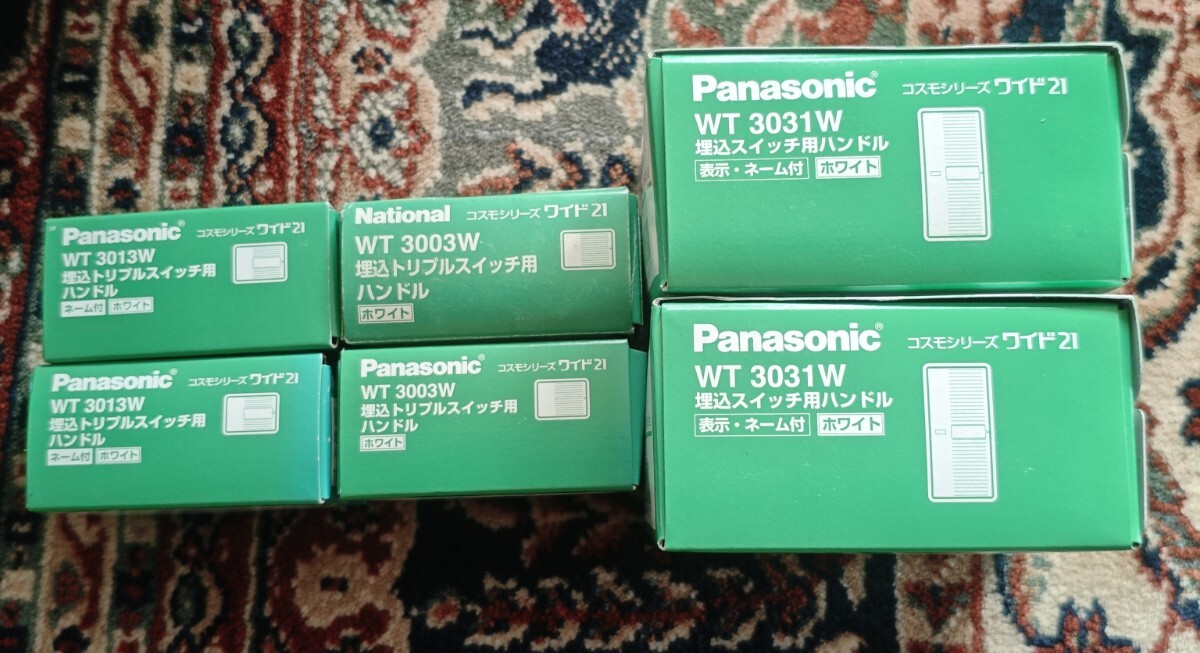 Panasonic® コスモシリーズ ワイド21
WT 3013W
埋込トリプルスイッチ用
ハンドル
ネーム付 ホワイト
National コスモシリーズ ワイド21
WT 3003W
埋込トリプルスイッチ用
ハンドル
ホワイト
Panasonic® コスモシリーズ ワイド21
WT 3031W
埋込スイッチ用ハンドル
表示・ネーム付 ホワイト
Panasonic® コスモシリーズ ワイド21
WT 3013W
埋込トリプルスイッチ用
ハンドル
ネーム付 ホワイト
Panasonic® コスモシリーズ ワイド21
WT 3003W
埋込トリプルスイッチ用
ハンドル
ホワイト
Panasonic® コスモシリーズ ワイド21
WT 3031W
埋込スイッチ用ハンドル
表示・ネーム付 ホワイト